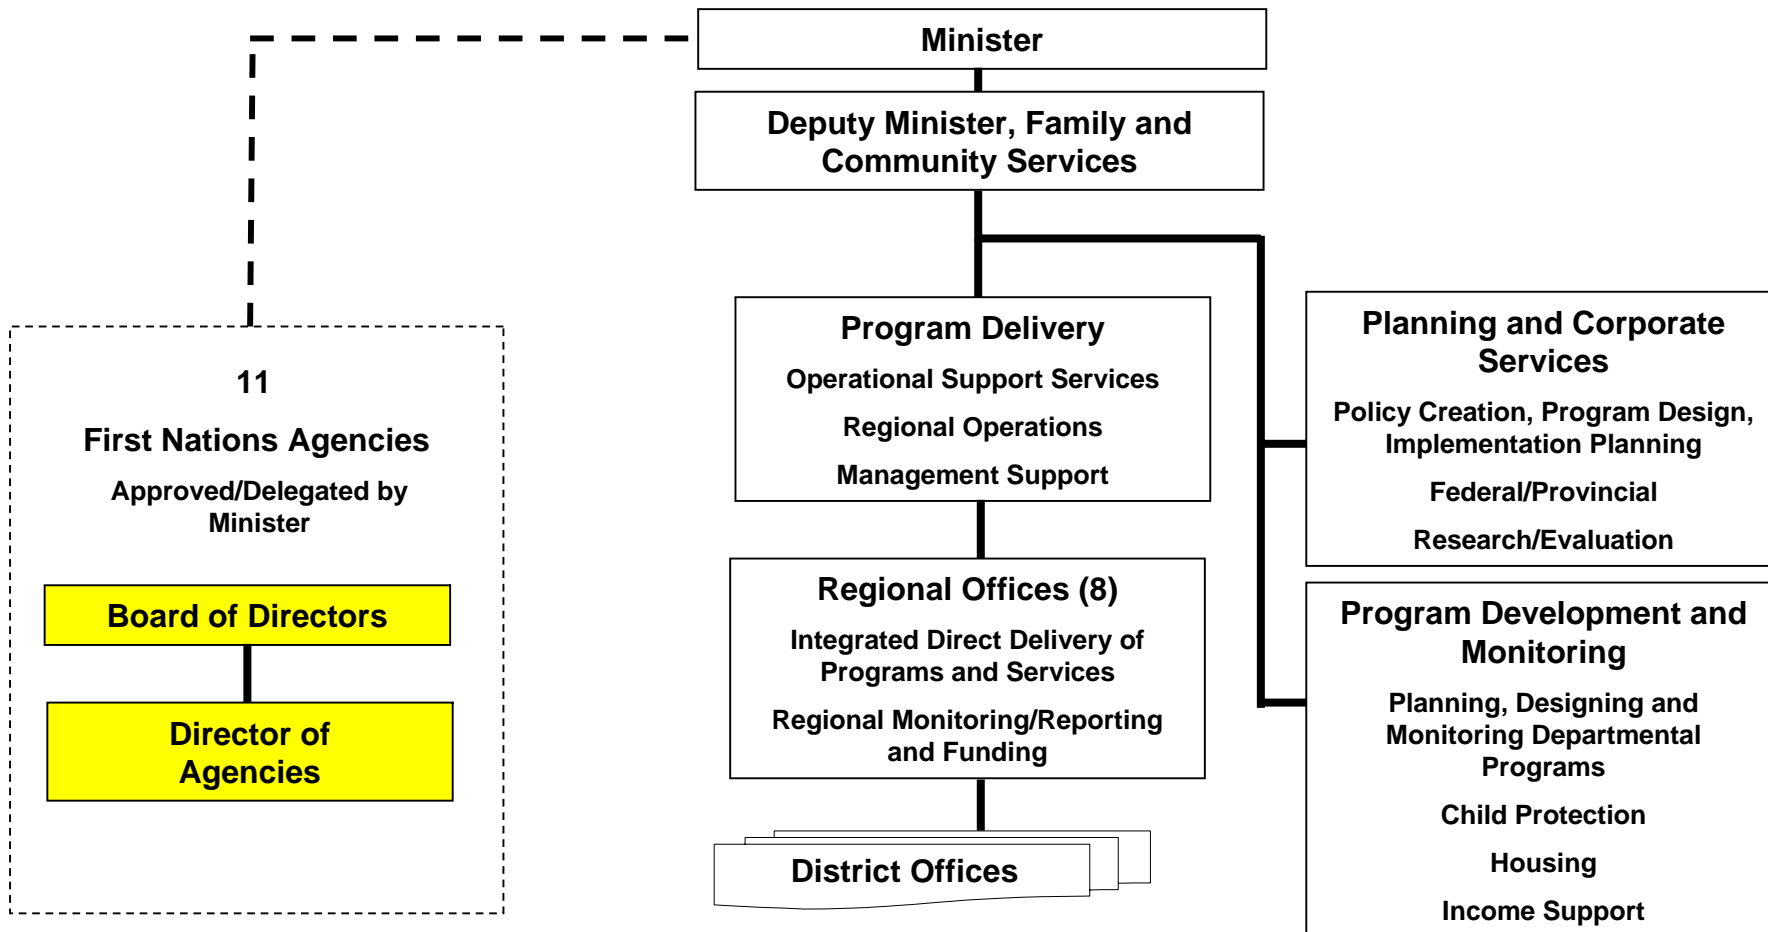 Minister
Deputy Minister, Family and
Community Services
11
First Nations Agencies
Approved/Delegated by
Minister
Board of Directors
Director of
Agencies
Program Delivery
Operational Support Services
Regional Operations
Management Support
Regional Offices (8)
Integrated Direct Delivery of
Programs and Services
Regional Monitoring/Reporting
and Funding
District Offices
Planning and Corporate
Services
Policy Creation, Program Design,
Implementation Planning
Federal/Provincial
Research/Evaluation
Program Development and
Monitoring
Planning, Designing and
Monitoring Departmental
Programs
Child Protection
Housing
Income Support